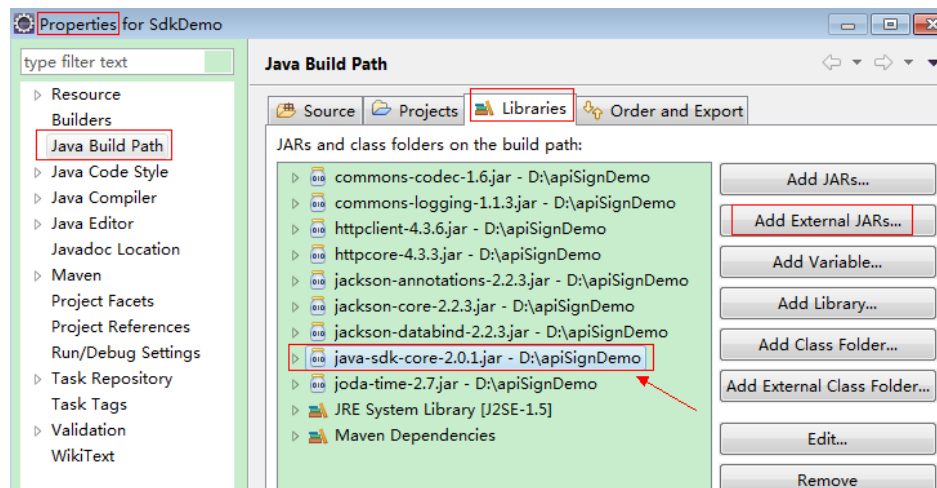 Properties for SdkDemo
type filter text
Resource
Builders
Java Build Path
Java Code Style
Java Compiler
Java Editor
Javadoc Location
Maven
Project Facets
Project References
Run/Debug Settings
Task Repository
Task Tags
Validation
WikiText
Java Build Path
Source Projects Libraries Order and Export
JARs and class folders on the build path:
commons-codec-1.6.jar - D:\apiSignDemo
commons-logging-1.1.3.jar - D:\apiSignDemo
httpclient-4.3.6.jar - D:\apiSignDemo
httpcore-4.3.3.jar - D:\apiSignDemo
jackson-annotations-2.2.3.jar - D:\apiSignDemo
jackson-core-2.2.3.jar - D:\apiSignDemo
jackson-databind-2.2.3.jar - D:\apiSignDemo
java-sdk-core-2.0.1.jar - D:\apiSignDemo
joda-time-2.7.jar - D:\apiSignDemo
JRE System Library [J2SE-1.5]
Maven Dependencies
Add JARs...
Add External JARs...
Add Variable...
Add Library...
Add Class Folder...
Add External Class Folder...
Edit...
Remove